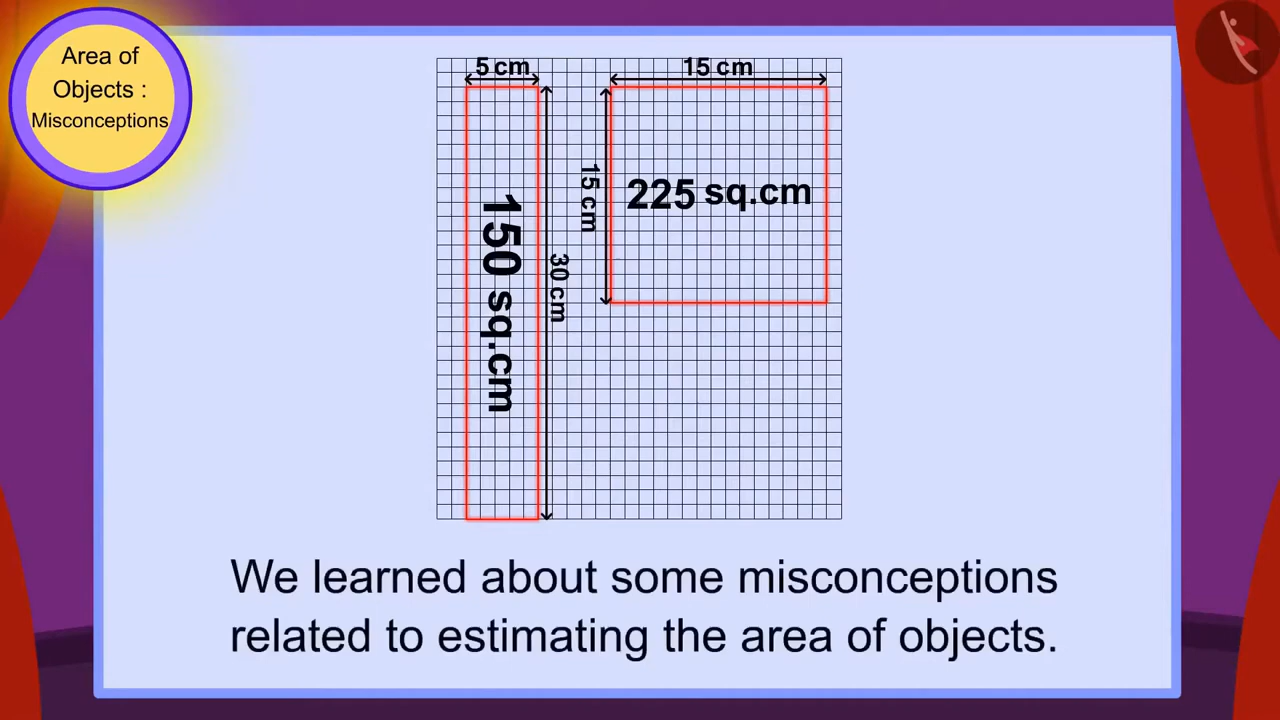 Area of
Objects :
Misconceptions
5 cm
15 cm
15 cm
225 sq.cm
150 sq.cm
30 cm
We learned about some misconceptions
related to estimating the area of objects.